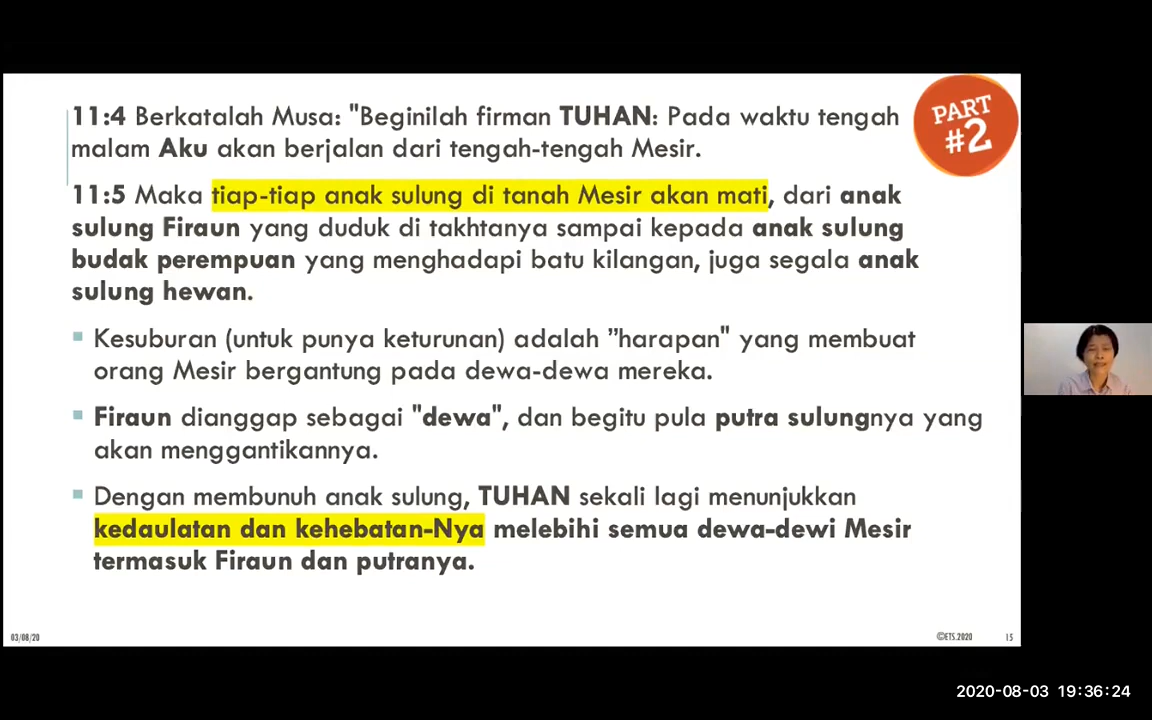 11:4 Berkatalah Musa: "Beginilah firman TUHAN: Pada waktu tengah
malam Aku akan berjalan dari tengah-tengah Mesir.
PART
#2
11:5 Maka tiap-tiap anak sulung di tanah Mesir akan mati, dari anak
sulung Firaun yang duduk di takhtanya sampai kepada anak sulung
budak perempuan yang menghadapi batu kilangan, juga segala anak
sulung hewan.
▪ Kesuburan (untuk punya keturunan) adalah ”harapan" yang membuat
orang Mesir bergantung pada dewa-dewa mereka.
▪ Firaun dianggap sebagai "dewa", dan begitu pula putra sulungnya yang
akan menggantikannya.
▪ Dengan membunuh anak sulung, TUHAN sekali lagi menunjukkan
kedaulatan dan kehebatan-Nya melebihi semua dewa-dewi Mesir
termasuk Firaun dan putranya.
03/08/20
©ETS.2020
15
2020-08-03 19:36:24